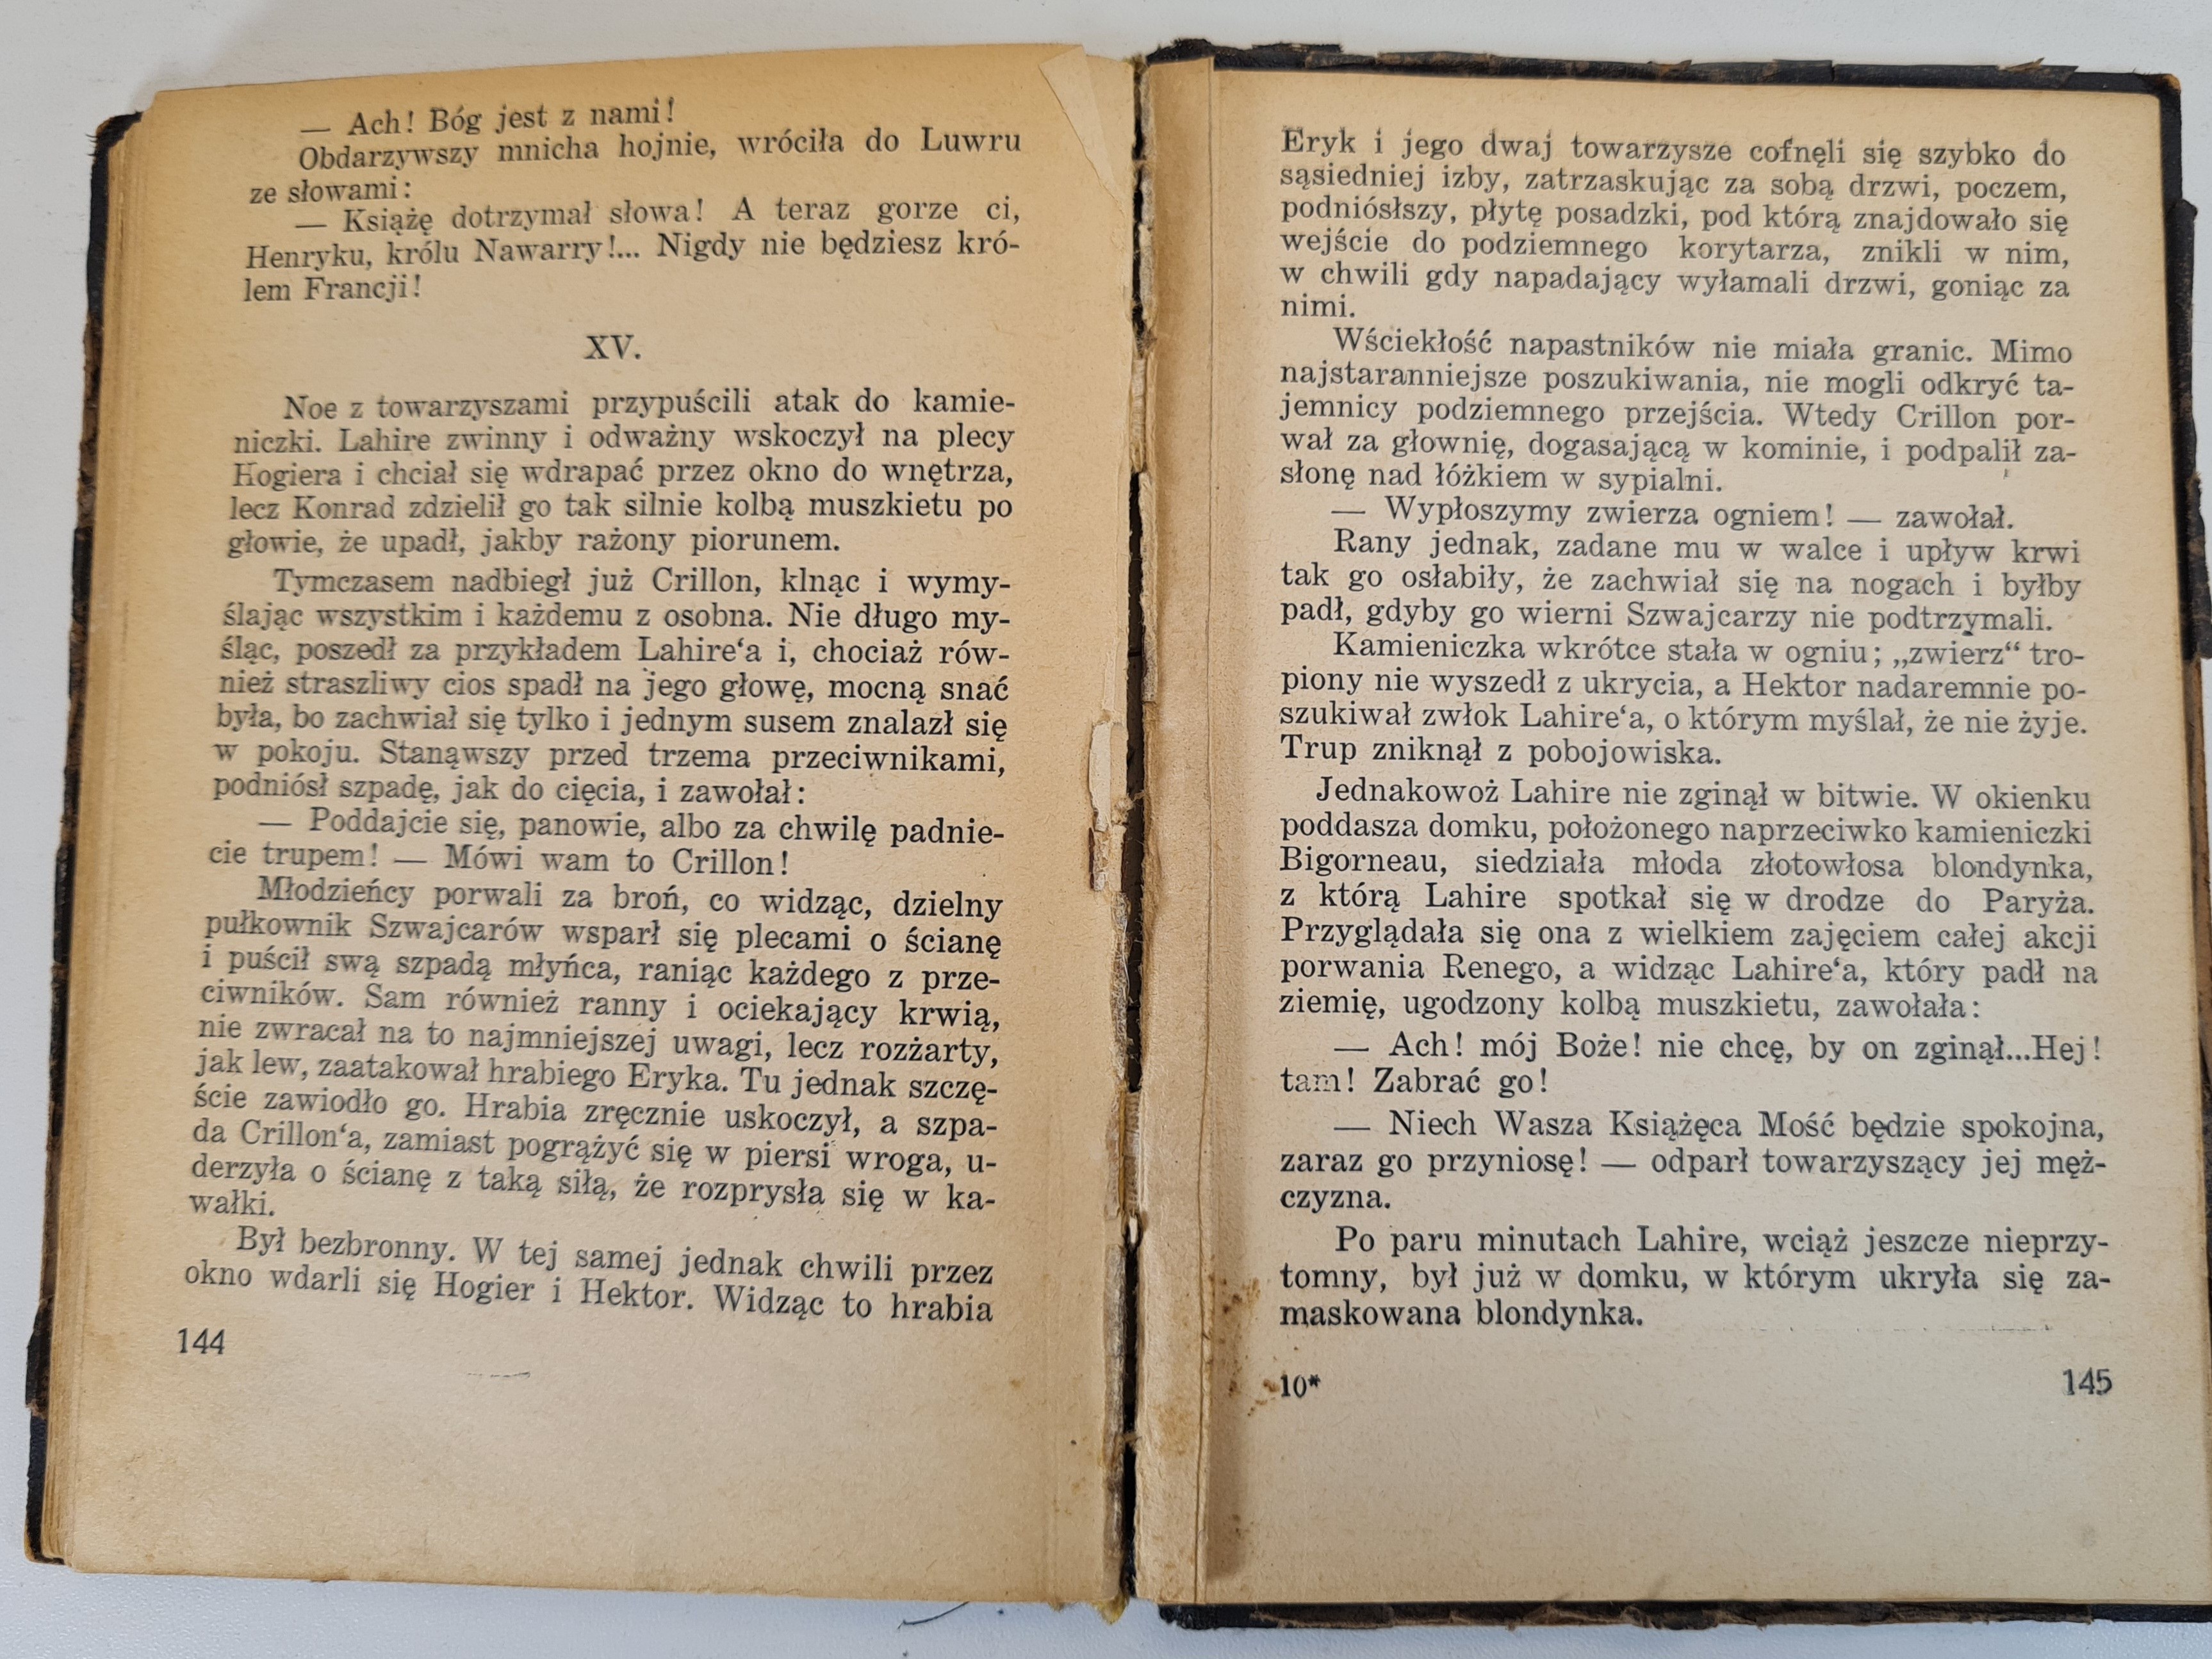 — Ach! Bóg jest z nami!
Obdarzywszy mnicha hojnie, wróciła do Luwru
ze słowami:
— Książę dotrzymał słowa! A teraz gorze ci,
Henryku, królu Nawarry!... Nigdy nie będziesz kró-
lem Francji!
XV.
Noe z towarzyszami przypuścili atak do kamie-
niczki. Lahire zwinny i odważny wskoczył na plecy
Hogiera i chciał się wdrapać przez okno do wnętrza,
lecz Konrad zdzielił go tak silnie kolbą muszkietu po
głowie, że upadł, jakby rażony piorunem.
Tymczasem nadbiegł już Crillon, klnąc i wymy-
ślając wszystkim i każdemu z osobna. Nie długo my-
śląc, poszedł za przykładem Lahire‘a i, chociaż rów-
nież straszliwy cios spadł na jego głowę, mocną snać
była, bo zachwiał się tylko i jednym susem znalazł się
w pokoju. Stanąwszy przed trzema przeciwnikami,
podniósł szpadę, jak do cięcia, i zawołał:
— Poddajcie się, panowie, albo za chwilę padnie-
cie trupem! — Mówi wam to Crillon!
Młodzieńcy porwali za broń, co widząc, dzielny
pułkownik Szwajcarów wsparł się plecami o ścianę
i puścił swą szpadą młyńca, raniąc każdego z prze-
ciwników. Sam również ranny i ociekający krwią,
nie zwracał na to najmniejszej uwagi, lecz rozżarty,
jak lew, zaatakował hrabiego Eryka. Tu jednak szczę-
ście zawiodło go. Hrabia zręcznie uskoczył, a szpa-
da Crillon‘a, zamiast pogrążyć się w piersi wroga, u-
derzyła o ścianę z taką siłą, że rozprysła się w ka-
wałki.
Był bezbronny. W tej samej jednak chwili przez
okno wdarli się Hogier i Hektor. Widząc to hrabia
144
Eryk i jego dwaj towarzysze cofnęli się szybko do
sąsiedniej izby, zatrzaskując za sobą drzwi, poczem,
podniósłszy, płytę posadzki, pod którą znajdowało się
wejście do podziemnego korytarza, znikli w nim,
w chwili gdy napadający wyłamali drzwi, goniąc za
nimi.
Wściekłość napastników nie miała granic. Mimo
najstaranniejsze poszukiwania, nie mogli odkryć ta-
jemnicy podziemnego przejścia. Wtedy Crillon por-
wał za głownię, dogasającą w kominie, i podpalił za-
słonę nad łóżkiem w sypialni.
— Wypłoszymy zwierza ogniem! — zawołał.
Rany jednak, zadane mu w walce i upływ krwi
tak go osłabiły, że zachwiał się na nogach i byłby
padł, gdyby go wierni Szwajcarzy nie podtrzymali.
Kamieniczka wkrótce stała w ogniu; „zwierz“ tro-
piony nie wyszedł z ukrycia, a Hektor nadaremnie po-
szukiwał zwłok Lahire‘a, o którym myślał, że nie żyje.
Trup zniknął z pobojowiska.
Jednakowoż Lahire nie zginął w bitwie. W okienku
poddasza domku, położonego naprzeciwko kamieniczki
Bigorneau, siedziała młoda złotowłosa blondynka,
z którą Lahire spotkał się w drodze do Paryża.
Przyglądała się ona z wielkiem zajęciem całej akcji
porwania Renego, a widząc Lahire‘a, który padł na
ziemię, ugodzony kolbą muszkietu, zawołała:
— Ach! mój Boże! nie chcę, by on zginął...Hej!
tam! Zabrać go!
— Niech Wasza Książęca Mość będzie spokojna,
zaraz go przyniosę! — odparł towarzyszący jej męż-
czyzna.
Po paru minutach Lahire, wciąż jeszcze nieprzy-
tomny, był już w domku, w którym ukryła się za-
maskowana blondynka.
10*
145